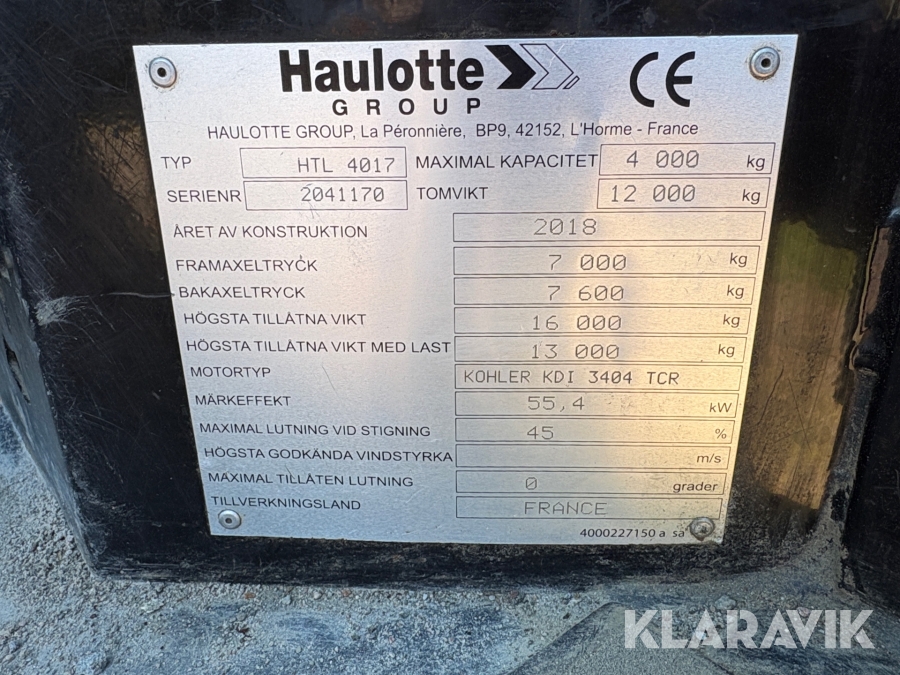 Haulotte
GROUP
CE
HAULOTTE GROUP, La Péronnière, BP9, 42152, L'Horme - France
TYP HTL 4017 MAXIMAL KAPACITET 4 000 kg
SERIENR 2041170 TOMVIKT 12 000 kg
ÅRET AV KONSTRUKTION 2018
FRAMAXELTRYCK 7 000 kg
BAKAXELTRYCK 7 600 kg
HÖGSTA TILLÅTNA VIKT 16 000 kg
HÖGSTA TILLÅTNA VIKT MED LAST 13 000 kg
MOTORTYP KOHLER KDI 3404 TCR
MÄRKEFFEKT 55,4 kW
MAXIMAL LUTNING VID STIGNING 45 %
HÖGSTA GODKÄNDA VINDSTYRKA m/s
MAXIMAL TILLÅTEN LUTNING 0 grader
TILLVERKNINGSLAND FRANCE
4000227150 a sa
KLARAVIK